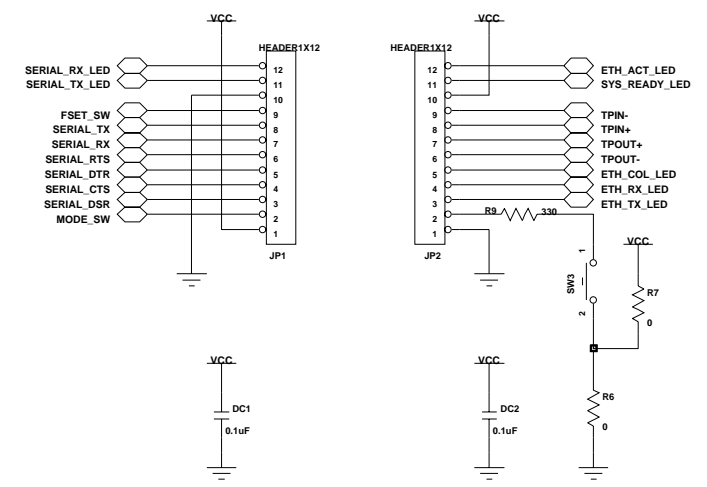 VCC
VCC
HEADER1X12
HEADER1X12
SERIAL_RX_LED
12
12
ETH_ACT_LED
SERIAL_TX_LED
11
11
SYS_READY_LED
10
10
FSET_SW
9
9
TPIN-
SERIAL_TX
8
8
TPIN+
SERIAL_RX
7
7
TPOUT+
SERIAL_RTS
6
6
TPOUT-
SERIAL_DTR
5
5
ETH_COL_LED
SERIAL_CTS
4
4
ETH_RX_LED
SERIAL_DSR
3
3
ETH_TX_LED
MODE_SW
2
2
R9
330
1
1
JP1
JP2
VCC
1
SW3
2
R7
0
VCC
VCC
DC1
0.1uF
DC2
0.1uF
R6
0